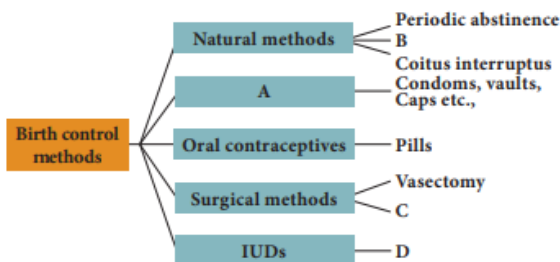 Birth control
methods
Natural methods
Periodic abstinence
B
Coitus interruptus
A
Condoms, vaults,
Caps etc.,
Oral contraceptives
Pills
Surgical methods
Vasectomy
C
IUDs
D